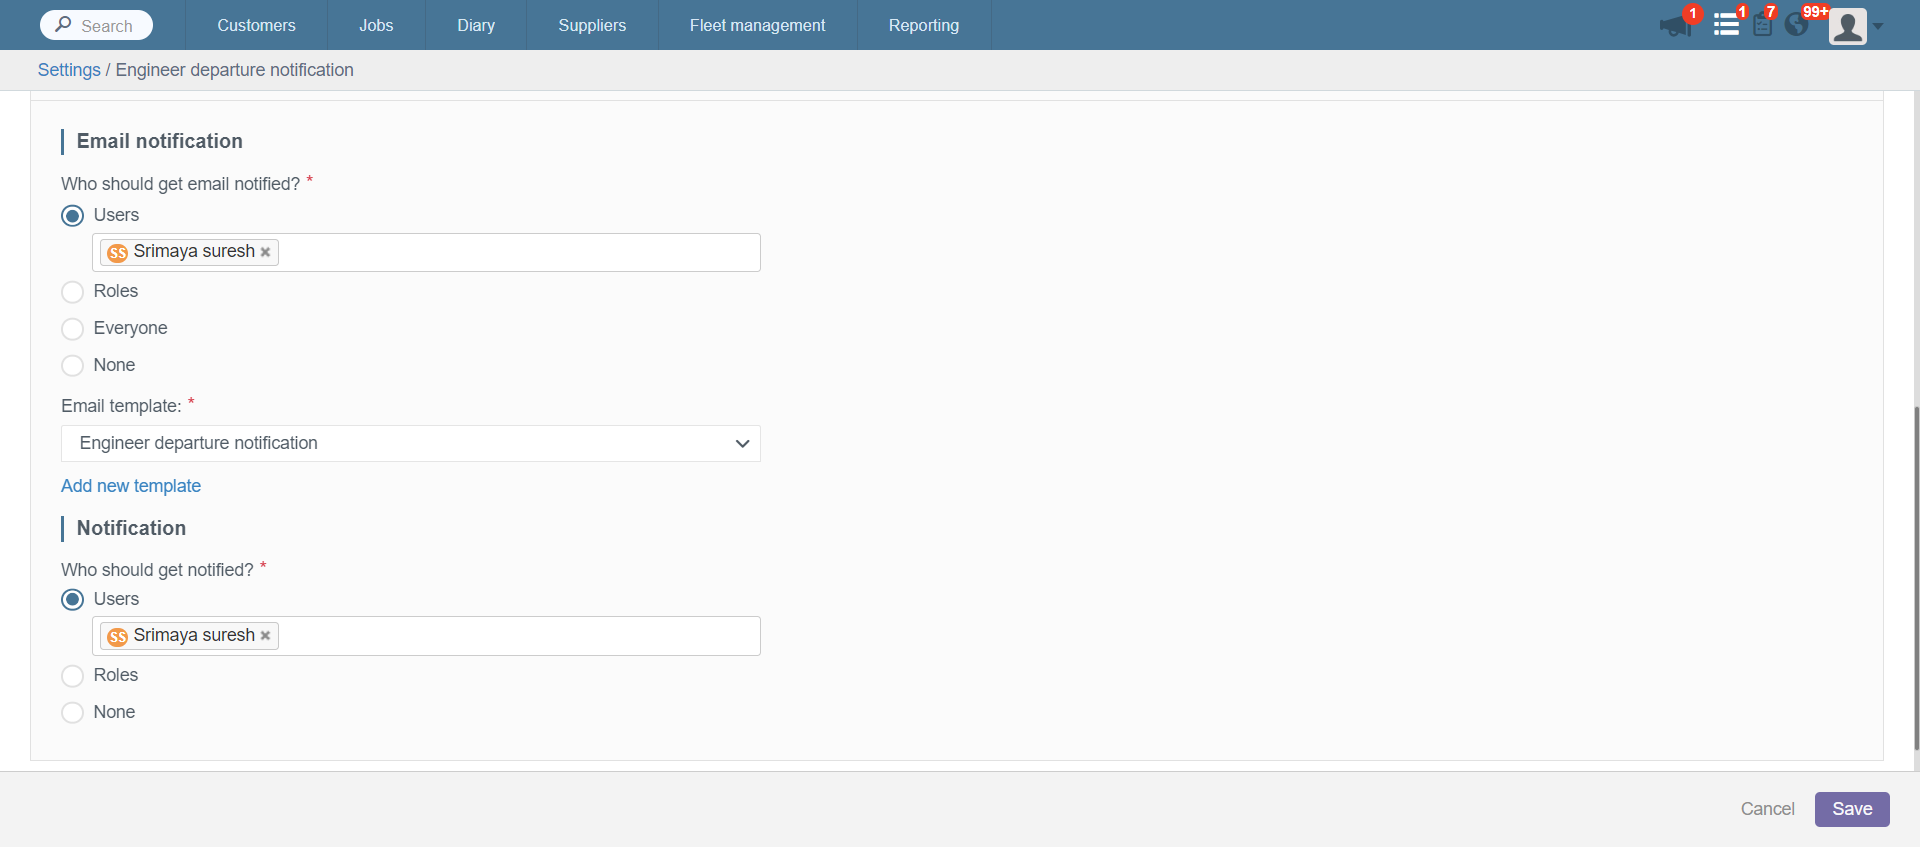 Search
Customers
Jobs
Diary
Suppliers
Fleet management
Reporting
1
1
7
99+
Settings / Engineer departure notification
Email notification
Who should get email notified? *
Users
SS Srimaya suresh ×
Roles
Everyone
None
Email template: *
Engineer departure notification
Add new template
Notification
Who should get notified? *
Users
SS Srimaya suresh ×
Roles
None
Cancel
Save